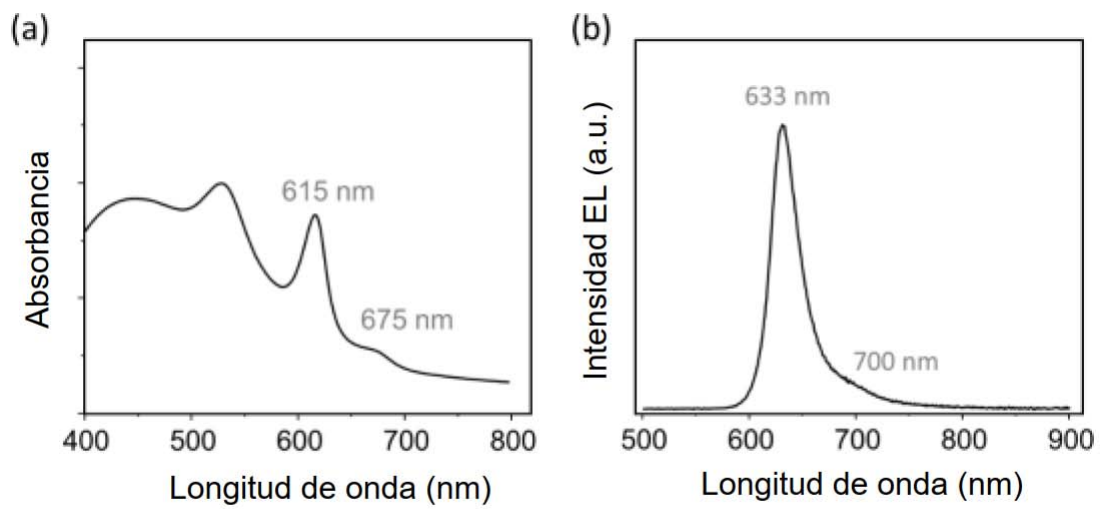 (a)
Absorbancia
615 nm
675 nm
400 500 600 700 800
Longitud de onda (nm)
(b)
Intensidad EL (a.u.)
633 nm
700 nm
500 600 700 800 900
Longitud de onda (nm)